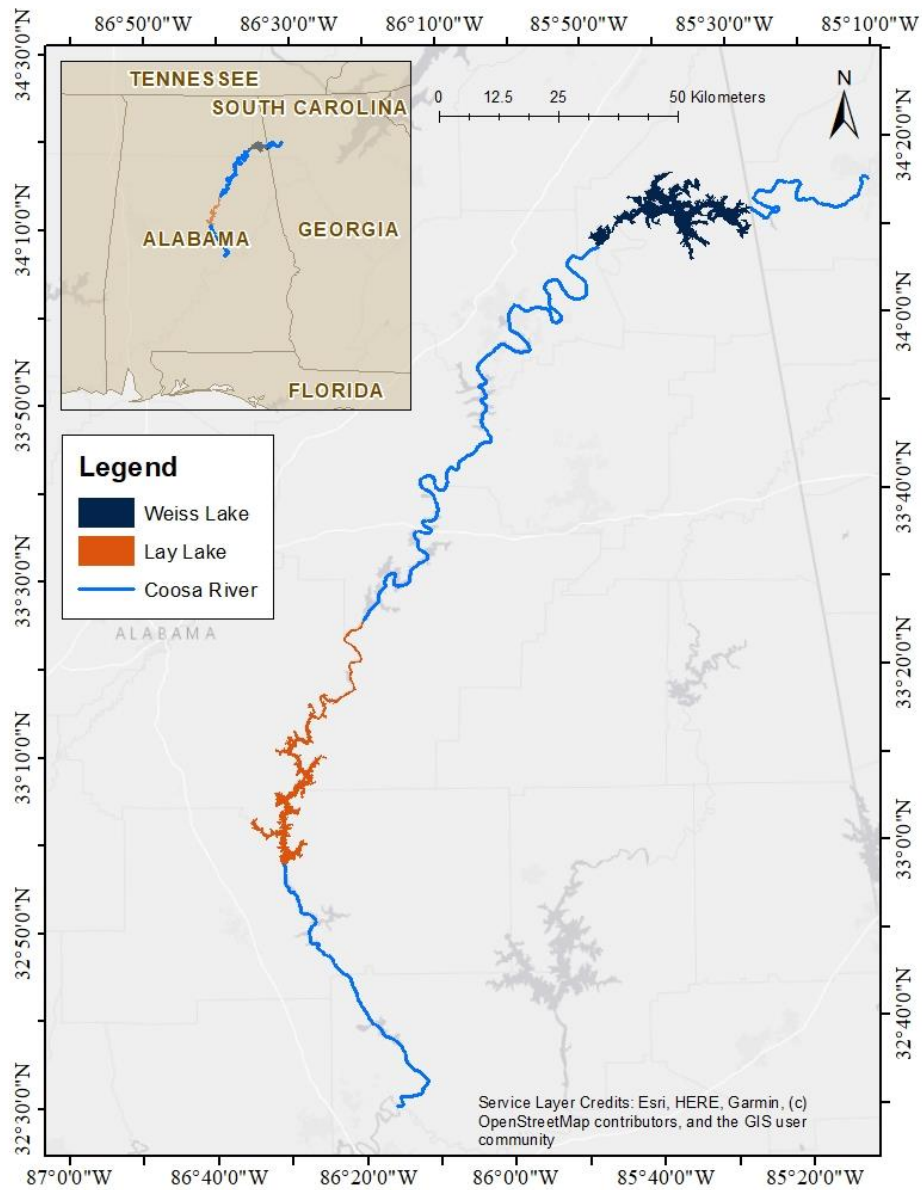 86°50'0"W 86°30'0"W 86°10'0"W 85°50'0"W 85°30'0"W 85°10'0"W
34°30'0"N
34°10'0"N
33°50'0"N
33°30'0"N
33°10'0"N
32°50'0"N
32°30'0"N
TENNESSEE
SOUTH CAROLINA
GEORGIA
ALABAMA
FLORIDA
0 12.5 25 50 Kilometers
N
Legend
Weiss Lake
Lay Lake
Coosa River
ALABAMA
34°20'0"N
34°0'0"N
33°40'0"N
33°20'0"N
33°0'0"N
32°40'0"N
Service Layer Credits: Esri, HERE, Garmin, (c)
OpenStreetMap contributors, and the GIS user
community
87°0'0"W 86°40'0"W 86°20'0"W 86°0'0"W 85°40'0"W 85°20'0"W